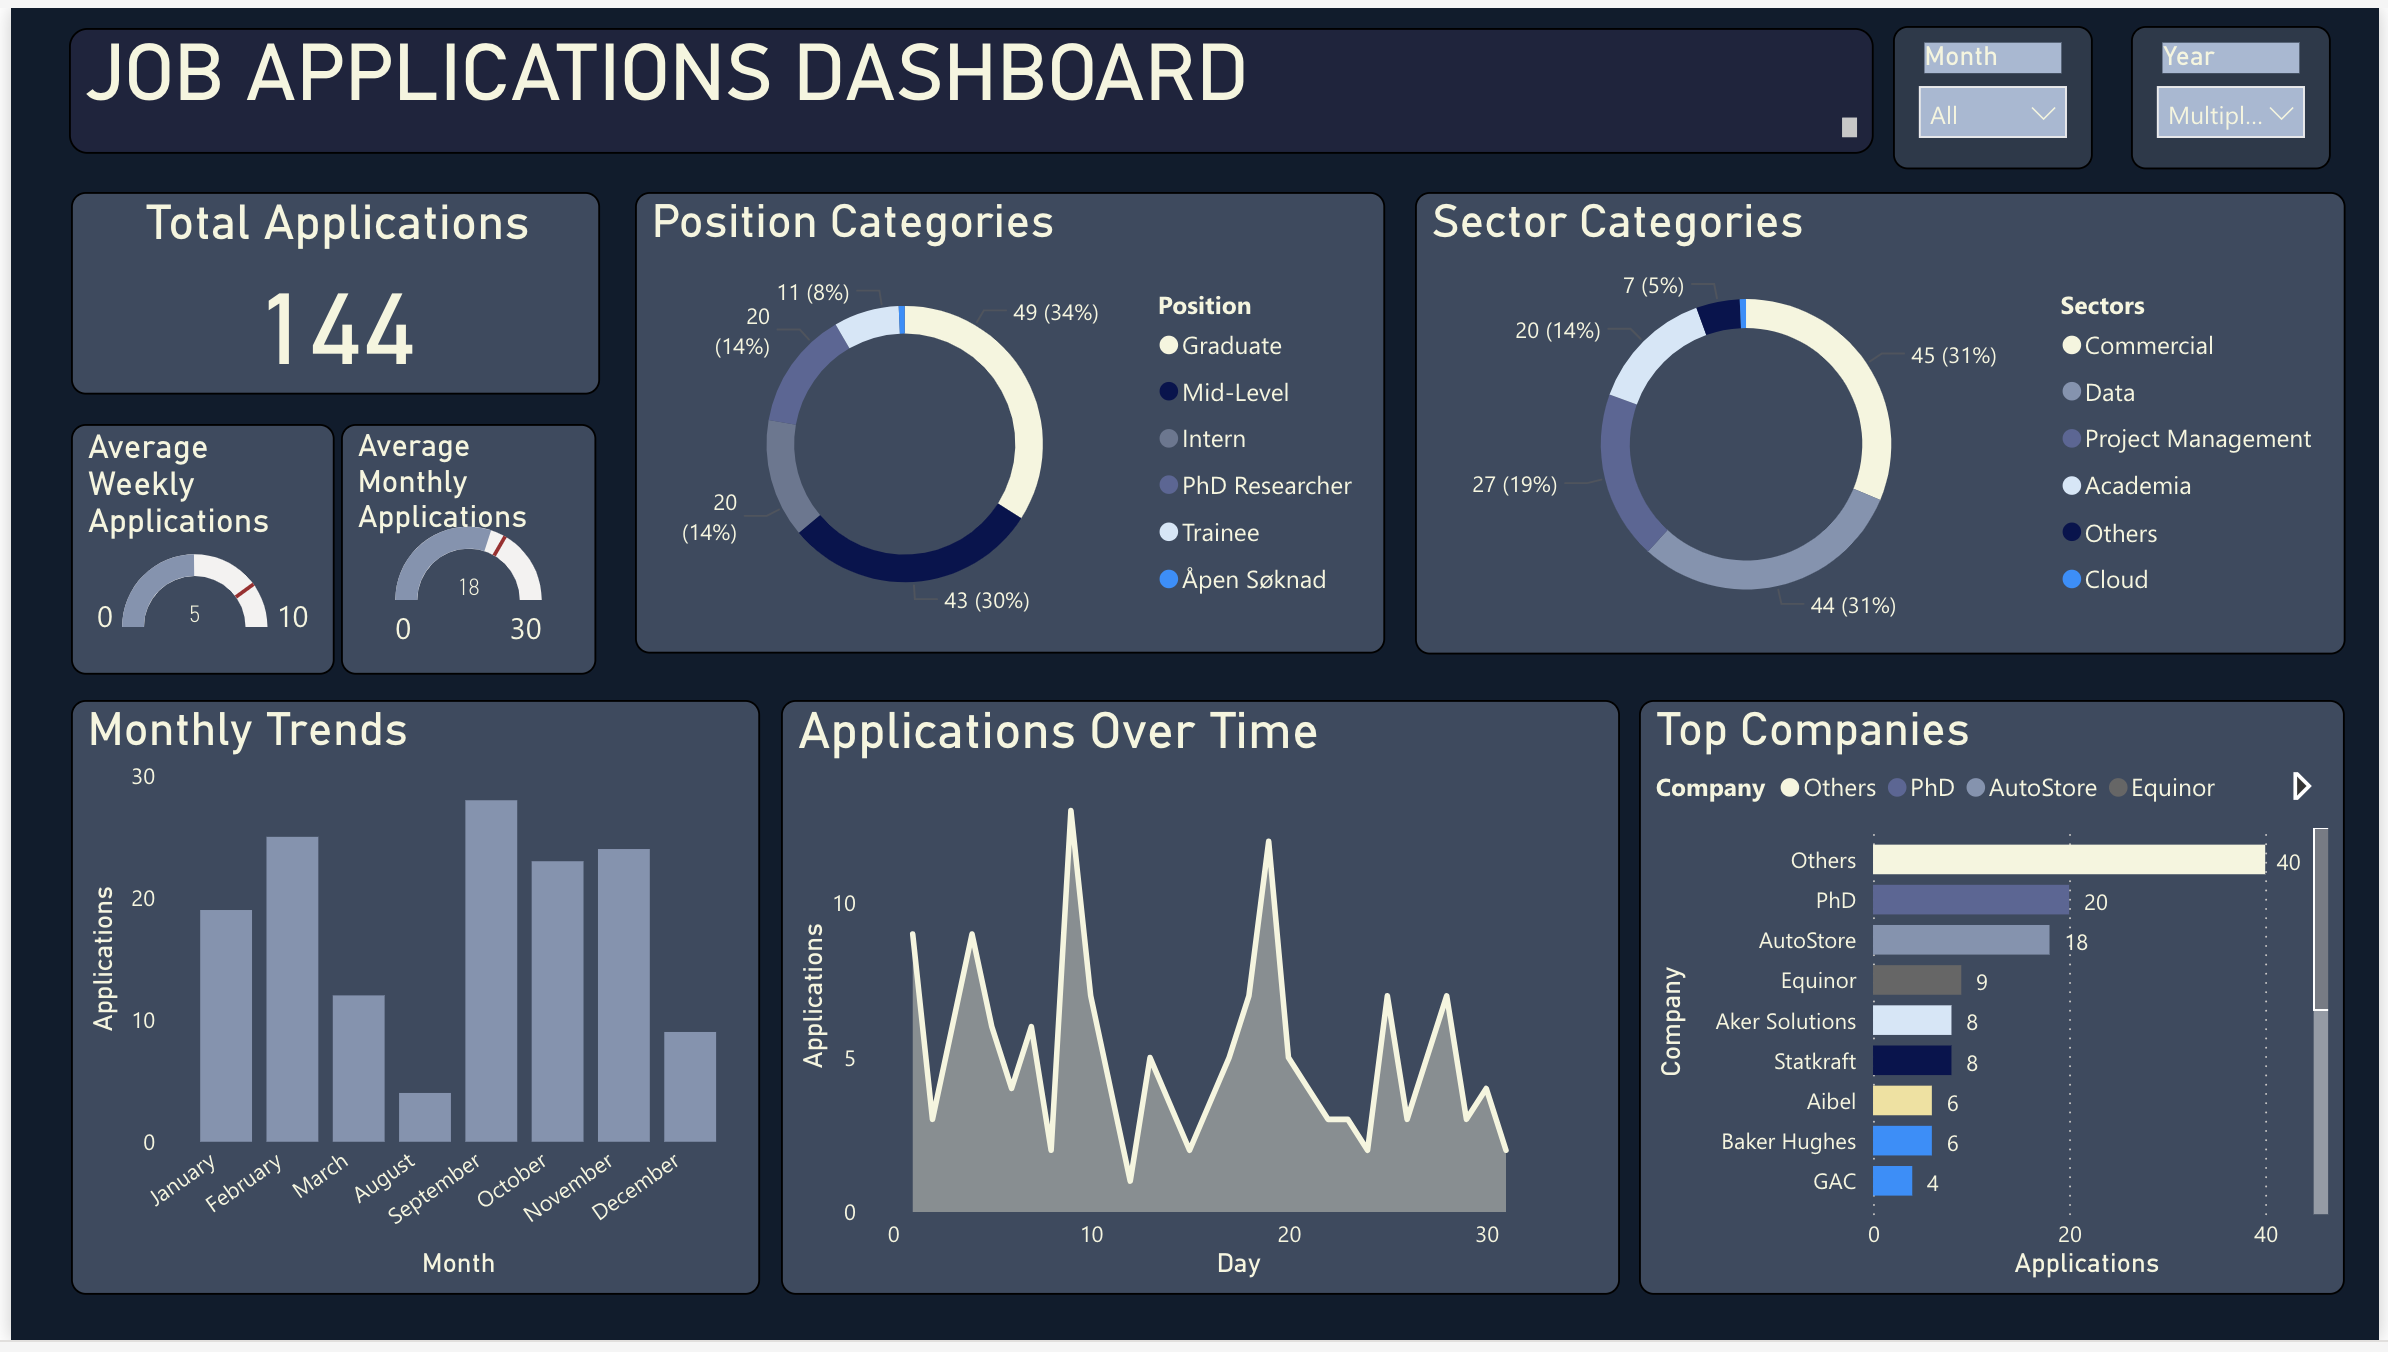 JOB APPLICATIONS DASHBOARD
Month
All
Year
Multipl...
Total Applications
144
Average
Weekly
Applications
0
5
10
Average
Monthly
Applications
18
0
30
Position Categories
11 (8%)
20
(14%)
49 (34%)
20
(14%)
43 (30%)
Position
Graduate
Mid-Level
Intern
PhD Researcher
Trainee
Åpen Søknad
Sector Categories
7 (5%)
20 (14%)
45 (31%)
27 (19%)
44 (31%)
Sectors
Commercial
Data
Project Management
Academia
Others
Cloud
Monthly Trends
30
20
10
0
Applications
January
February
March
August
September
October
November
December
Month
Applications Over Time
10
5
0
Applications
0
10
20
30
Day
Top Companies
Company Others PhD AutoStore Equinor
Company
Others 40
PhD 20
AutoStore 18
Equinor 9
Aker Solutions 8
Statkraft 8
Aibel 6
Baker Hughes 6
GAC 4
0
20
40
Applications